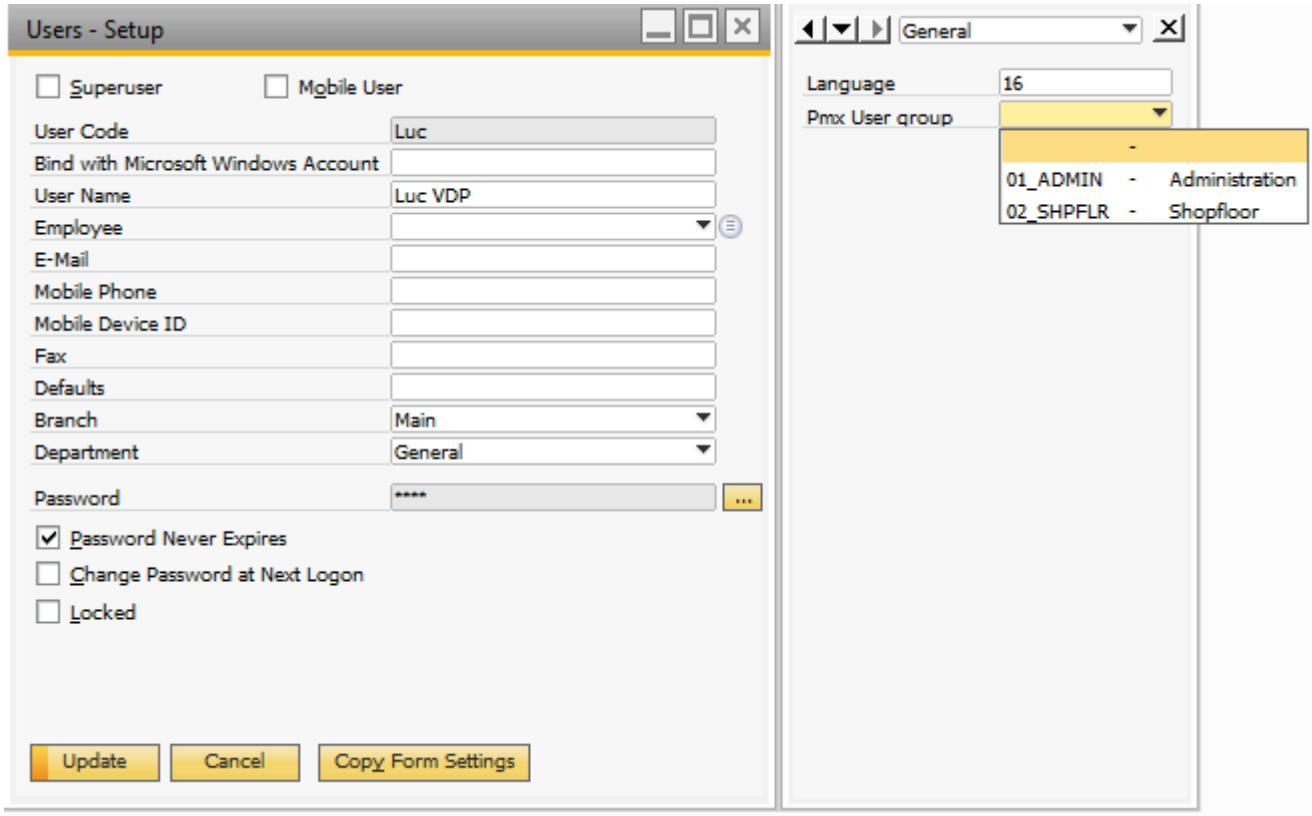 Users - Setup
Superuser Mobile User
User Code Luc
Bind with Microsoft Windows Account
User Name Luc VDP
Employee
E-Mail
Mobile Phone
Mobile Device ID
Fax
Defaults
Branch Main
Department General
Password **** ...
Password Never Expires
Change Password at Next Logon
Locked
Update Cancel Copy Form Settings
General
Language 16
Pmx User group
-
01_ADMIN - Administration
02_SHPFLR - Shopfloor